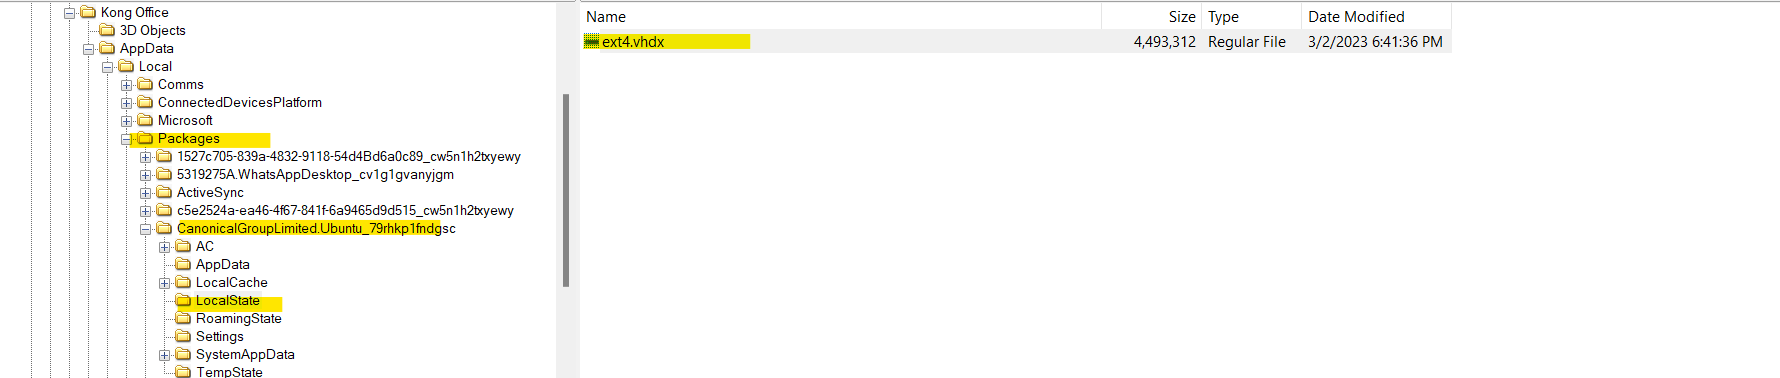 Kong Office
3D Objects
AppData
Local
Comms
ConnectedDevicesPlatform
Microsoft
Packages
1527c705-839a-4832-9118-54d4Bd6a0c89_cw5n1h2txyewy
5319275A.WhatsAppDesktop_cv1g1gvanyjgm
ActiveSync
c5e2524a-ea46-4f67-841f-6a9465d9d515_cw5n1h2txyewy
CanonicalGroupLimited.Ubuntu_79rhkp1fndgsc
AC
AppData
LocalCache
LocalState
RoamingState
Settings
SystemAppData
TempState
Name Size Type Date Modified
ext4.vhdx 4,493,312 Regular File 3/2/2023 6:41:36 PM